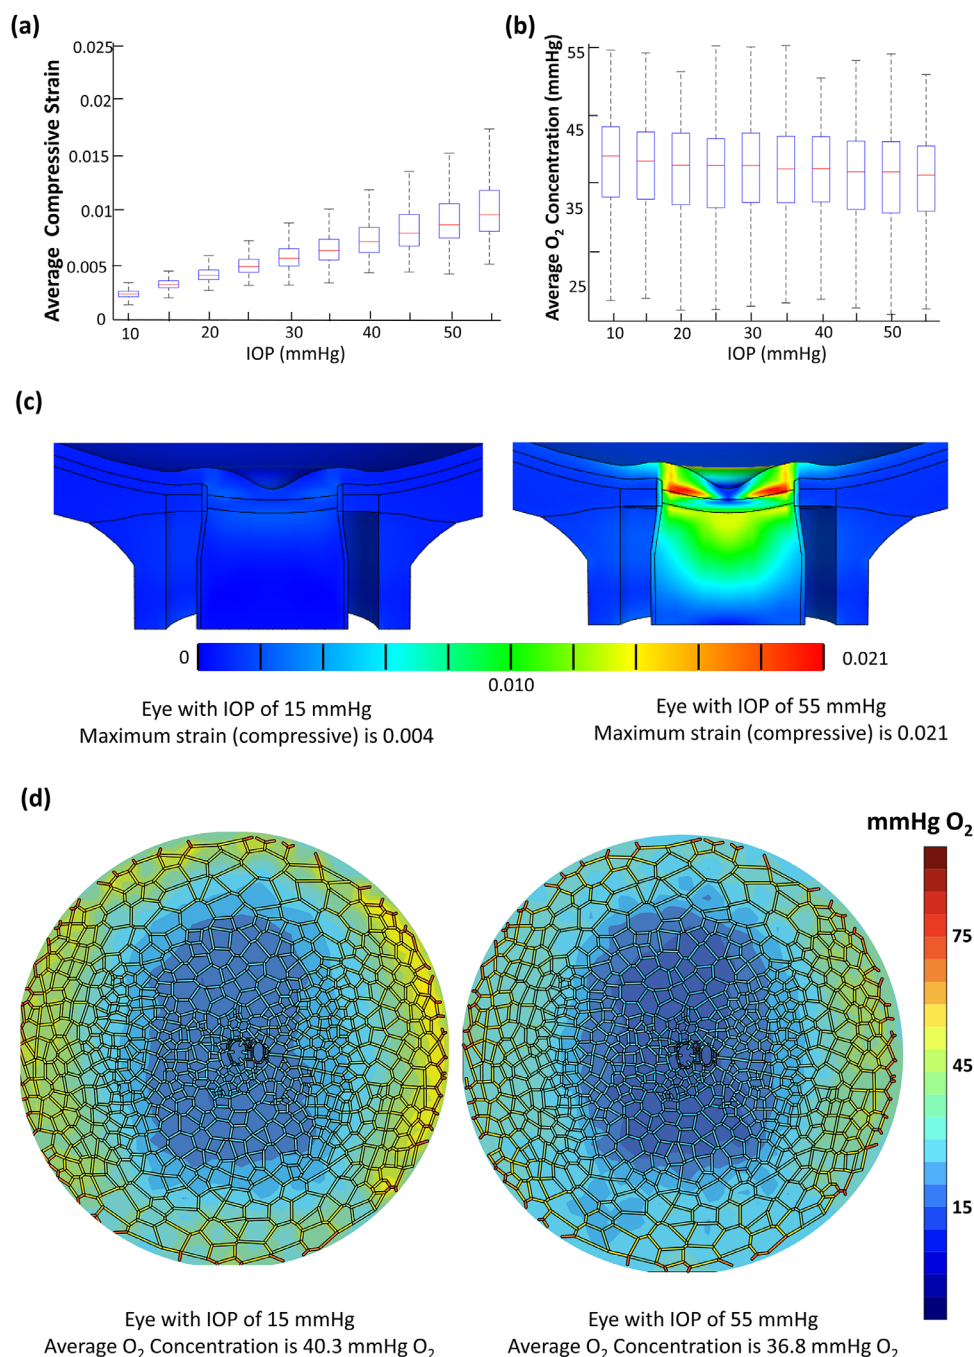 (a)
Average Compressive Strain
0.025
0.02
0.015
0.01
0.005
0
10
20
30
40
50
IOP (mmHg)
(b)
Average O₂ Concentration (mmHg)
55
45
35
25
10
20
30
40
50
IOP (mmHg)
(c)
0
0.010
0.021
Eye with IOP of 15 mmHg
Maximum strain (compressive) is 0.004
Eye with IOP of 55 mmHg
Maximum strain (compressive) is 0.021
(d)
mmHg O₂
75
45
15
Eye with IOP of 15 mmHg
Average O₂ Concentration is 40.3 mmHg O₂
Eye with IOP of 55 mmHg
Average O₂ Concentration is 36.8 mmHg O₂